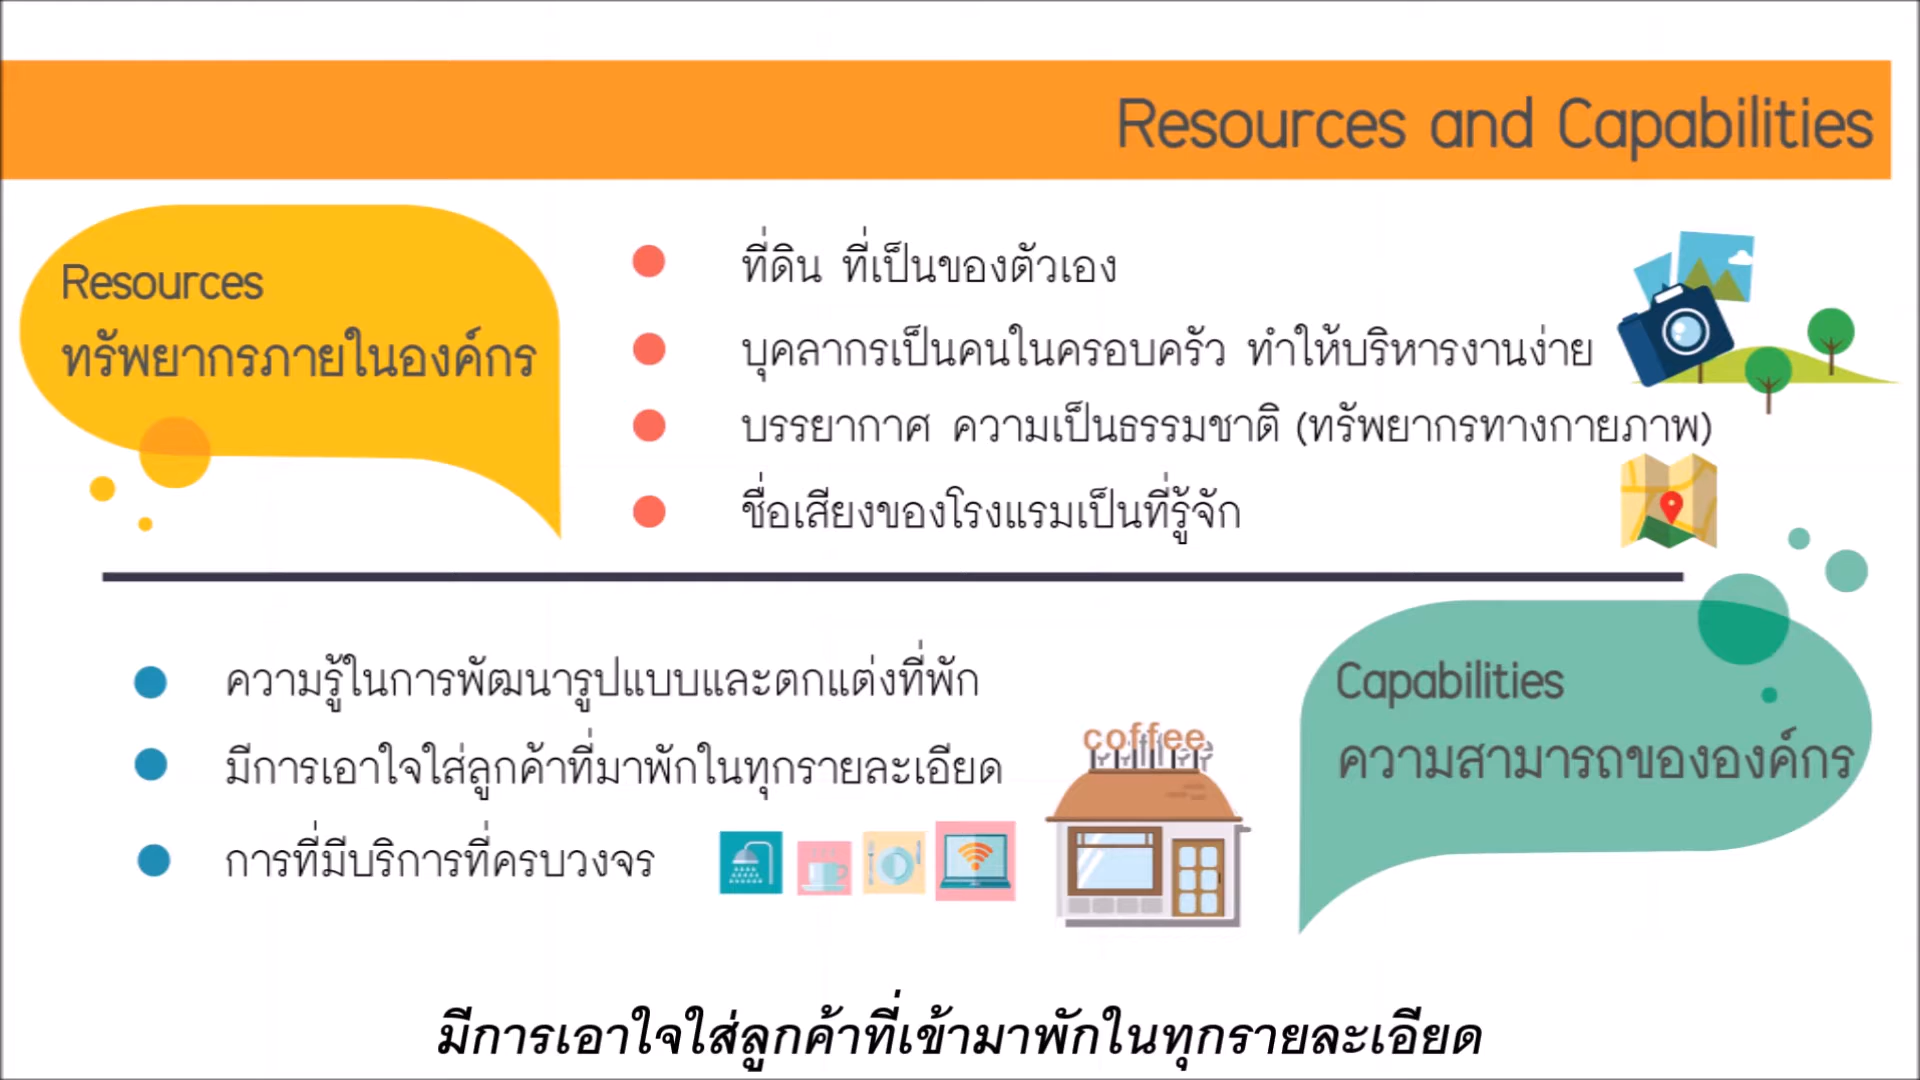 Resources and Capabilities
Resources
ทรัพยากรภายในองค์กร
ที่ดิน ที่เป็นของตัวเอง
บุคลากรเป็นคนในครอบครัว ทำให้บริหารงานง่าย
บรรยากาศ ความเป็นธรรมชาติ (ทรัพยากรทางกายภาพ)
ชื่อเสียงของโรงแรมเป็นที่รู้จัก
ความรู้ในการพัฒนารูปแบบและตกแต่งที่พัก
มีการเอาใจใส่ลูกค้าที่มาพักในทุกรายละเอียด
การที่มีบริการที่ครบวงจร
coffee
Capabilities
ความสามารถขององค์กร
มีการเอาใจใส่ลูกค้าที่เข้ามาพักในทุกรายละเอียด